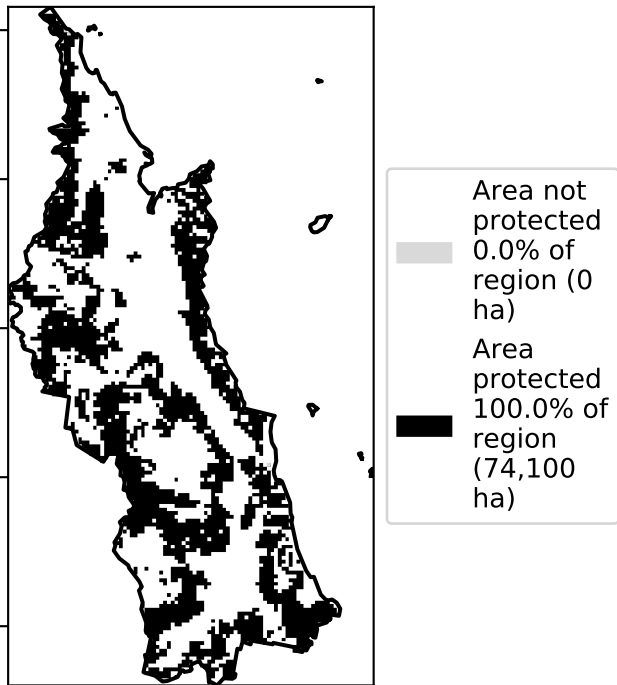 Area not
protected
0.0% of
region (0
ha)
Area
protected
100.0% of
region
(74,100
ha)